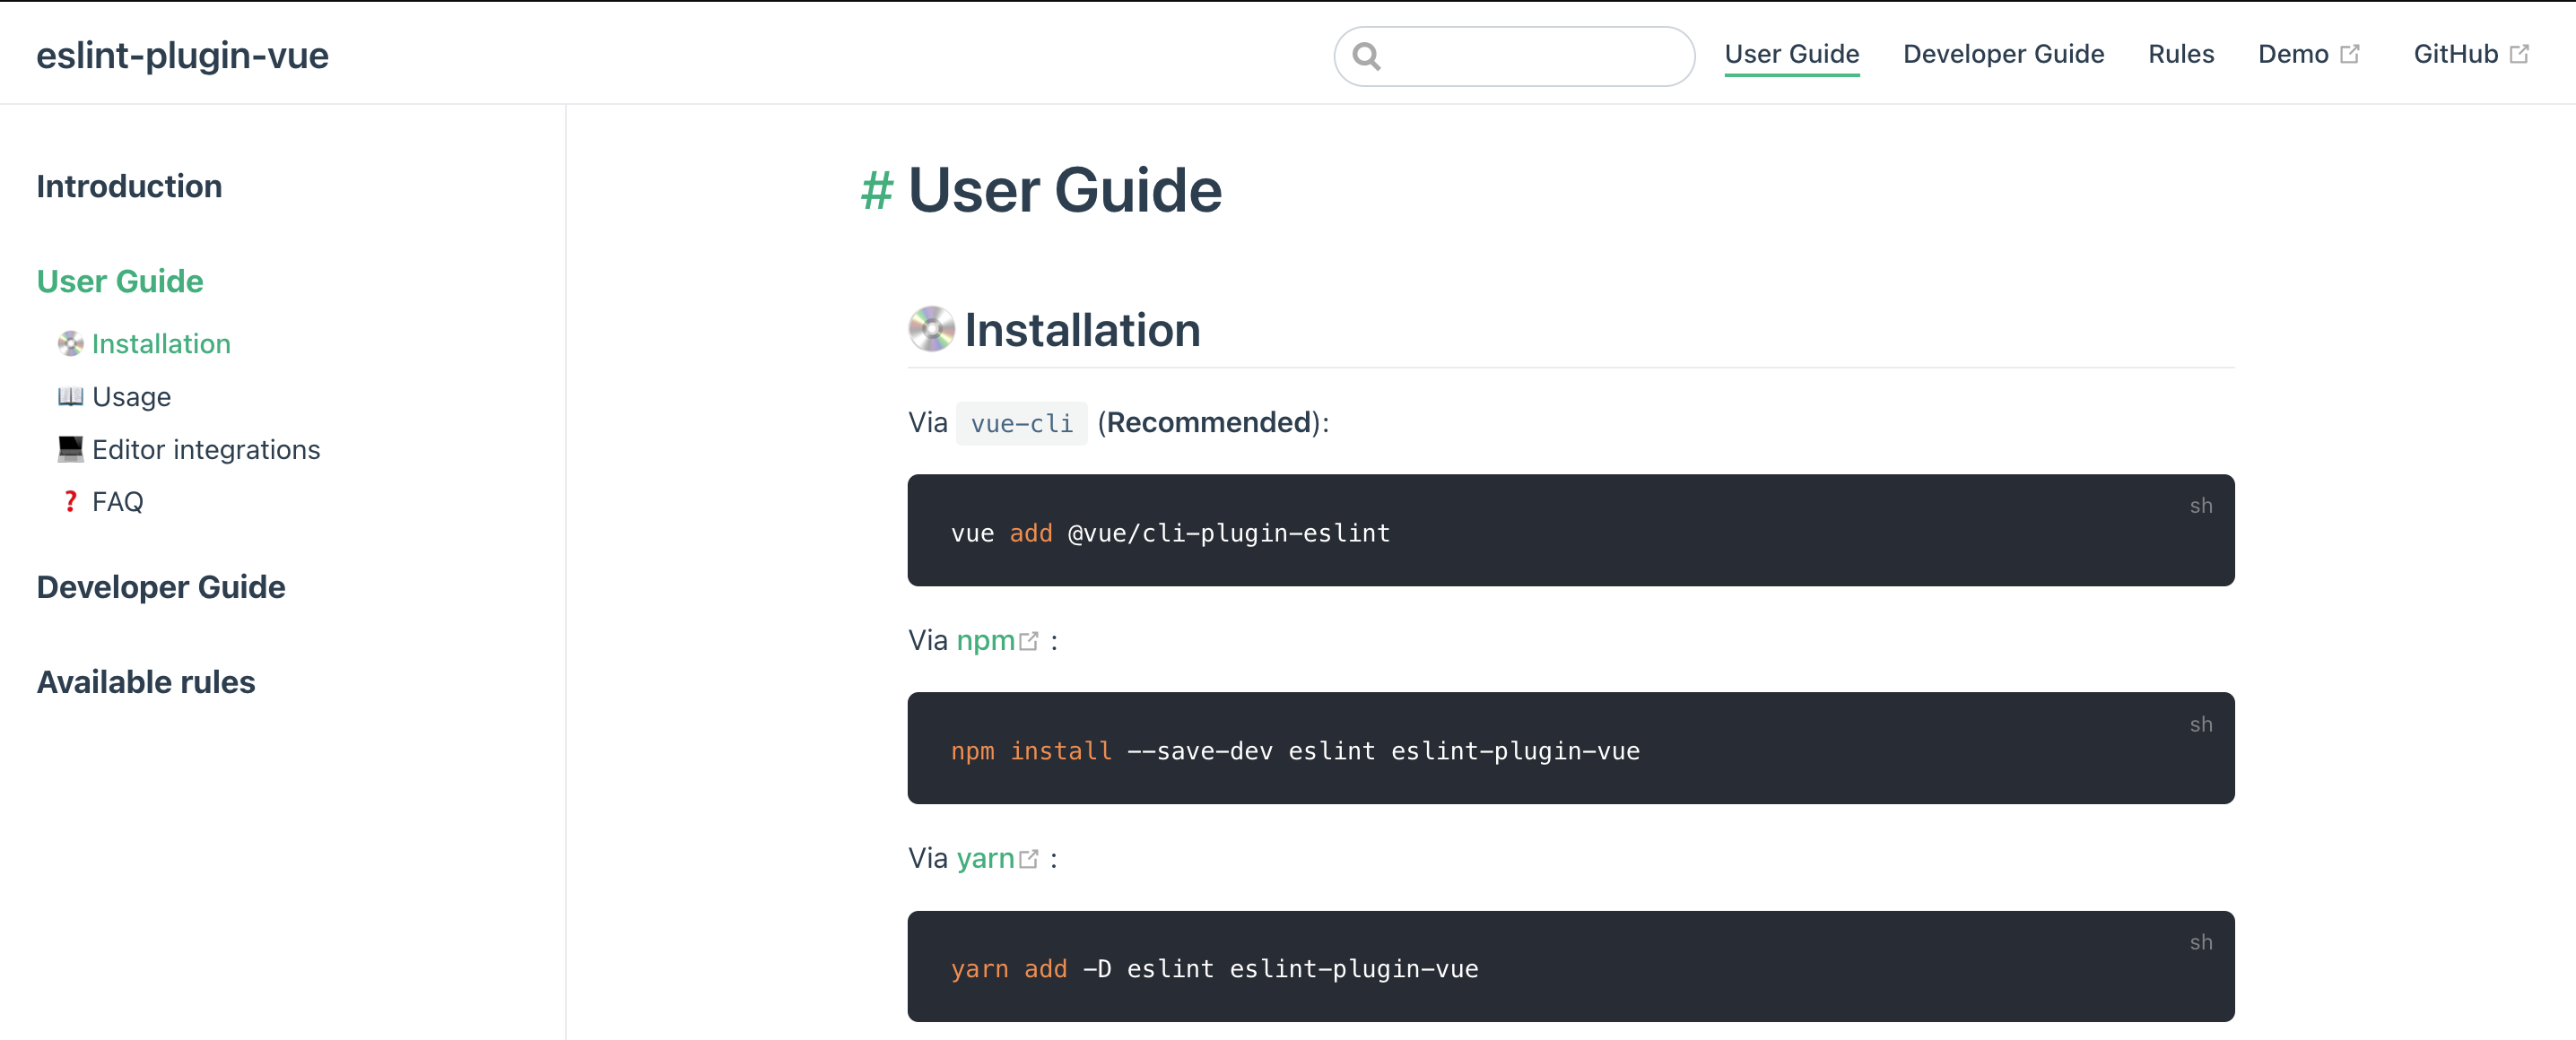 eslint-plugin-vue
User Guide
Developer Guide
Rules
Demo
GitHub
Introduction
User Guide
Installation
Usage
Editor integrations
FAQ
Developer Guide
Available rules
# User Guide
Installation
Via vue-cli (Recommended):
sh
vue add @vue/cli-plugin-eslint
Via npm :
sh
npm install --save-dev eslint eslint-plugin-vue
Via yarn :
sh
yarn add -D eslint eslint-plugin-vue